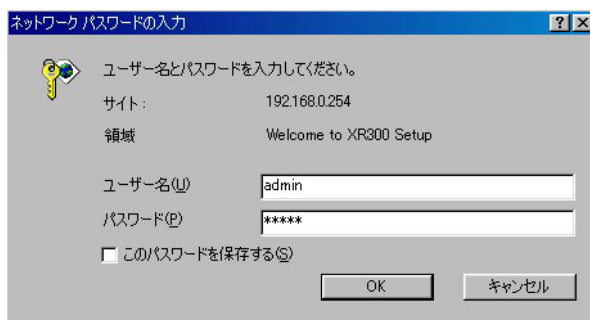 ネットワーク パスワードの入力
ユーザー名とパスワードを入力してください。
サイト: 192.168.0.254
領域 Welcome to XR300 Setup
ユーザー名(U) admin
パスワード(P) *****
このパスワードを保存する(S)
OK キャンセル